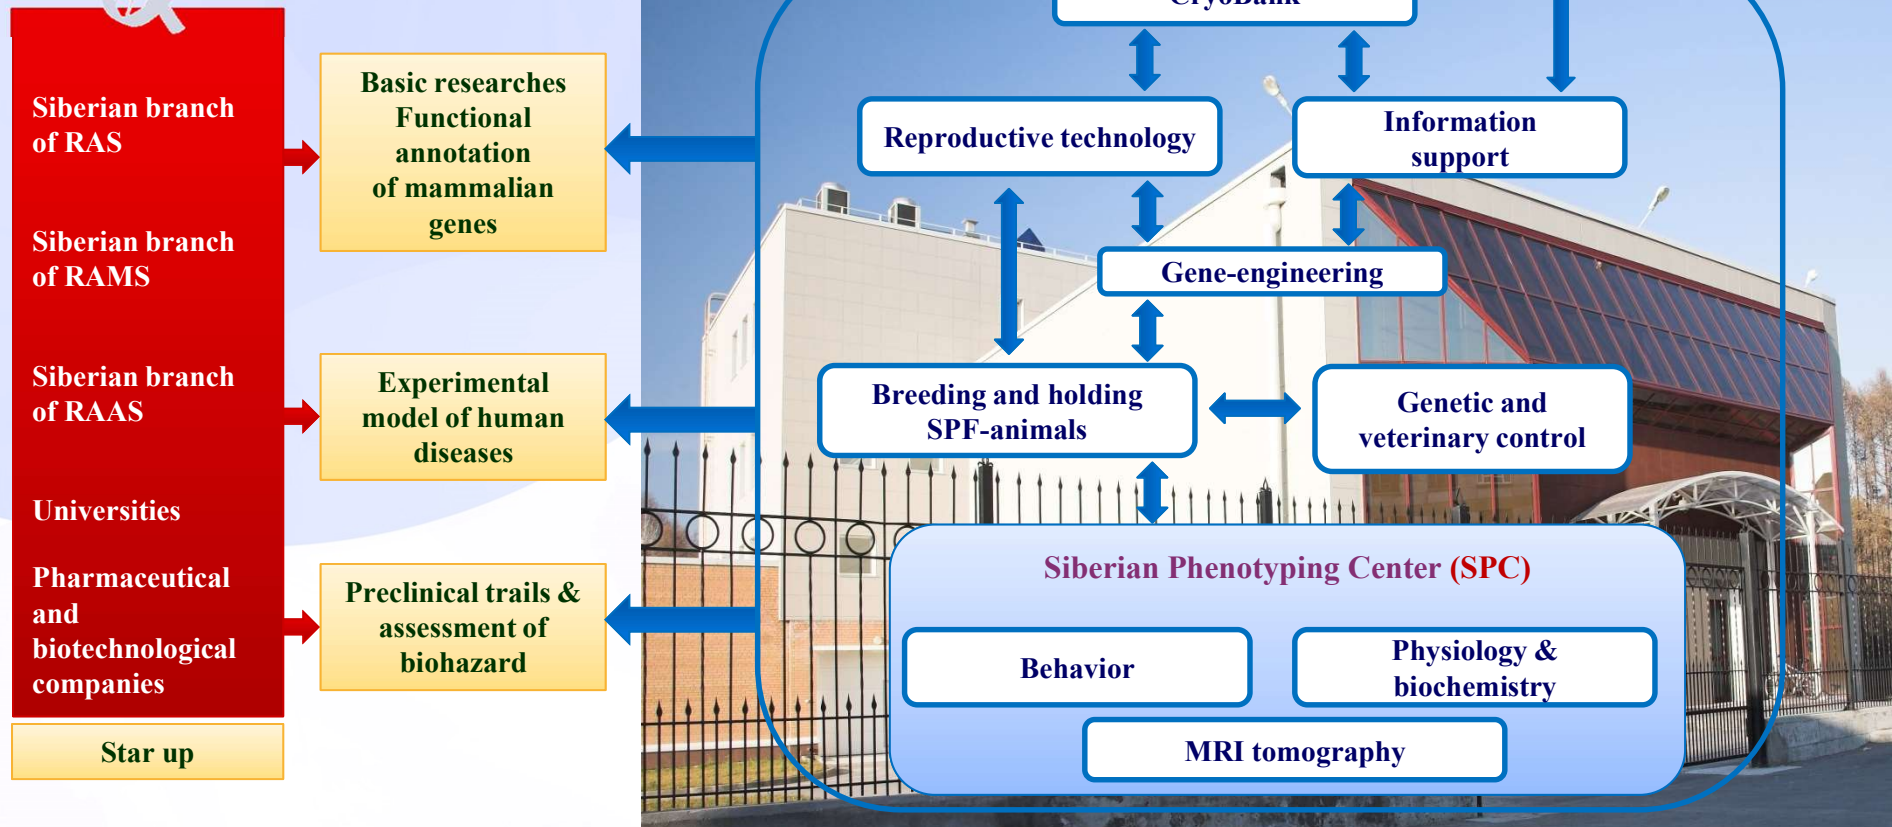 Siberian branch
of RAS
Siberian branch
of RAMS
Siberian branch
of RAAS
Universities
Pharmaceutical
and
biotechnological
companies
Star up
Basic researches
Functional
annotation
of mammalian
genes
Experimental
model of human
diseases
Preclinical trails &
assessment of
biohazard
CryoBank
Reproductive technology
Information
support
Gene-engineering
Breeding and holding
SPF-animals
Genetic and
veterinary control
Siberian Phenotyping Center (SPC)
Behavior
Physiology &
biochemistry
MRI tomography